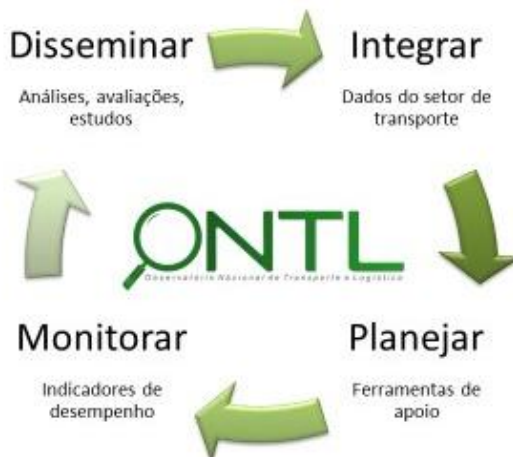 Disseminar
Análises, avaliações,
estudos
Integrar
Dados do setor de
transporte
ONTL
Observatório Nacional de Transporte e Logística
Monitorar
Indicadores de
desempenho
Planejar
Ferramentas de
apoio